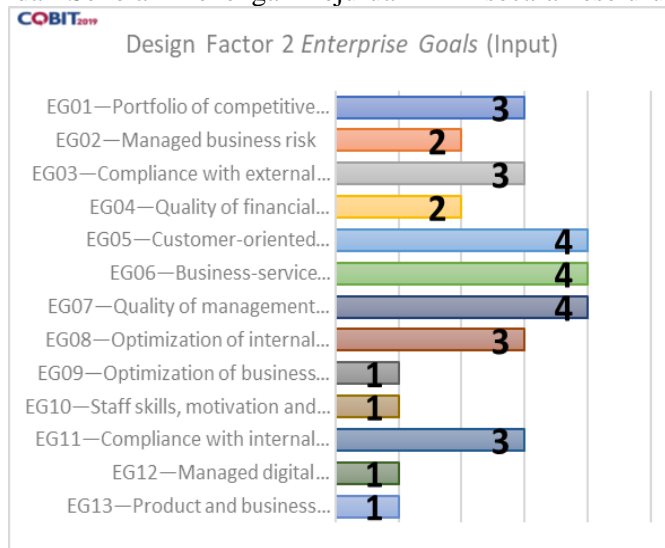 COBIT2019
Design Factor 2 Enterprise Goals (Input)
EG01—Portfolio of competitive... 3
EG02—Managed business risk 2
EG03—Compliance with external... 3
EG04—Quality of financial... 2
EG05—Customer-oriented... 4
EG06—Business-service... 4
EG07—Quality of management... 4
EG08—Optimization of internal... 3
EG09—Optimization of business... 1
EG10—Staff skills, motivation and... 1
EG11—Compliance with internal... 3
EG12—Managed digital... 1
EG13—Product and business... 1